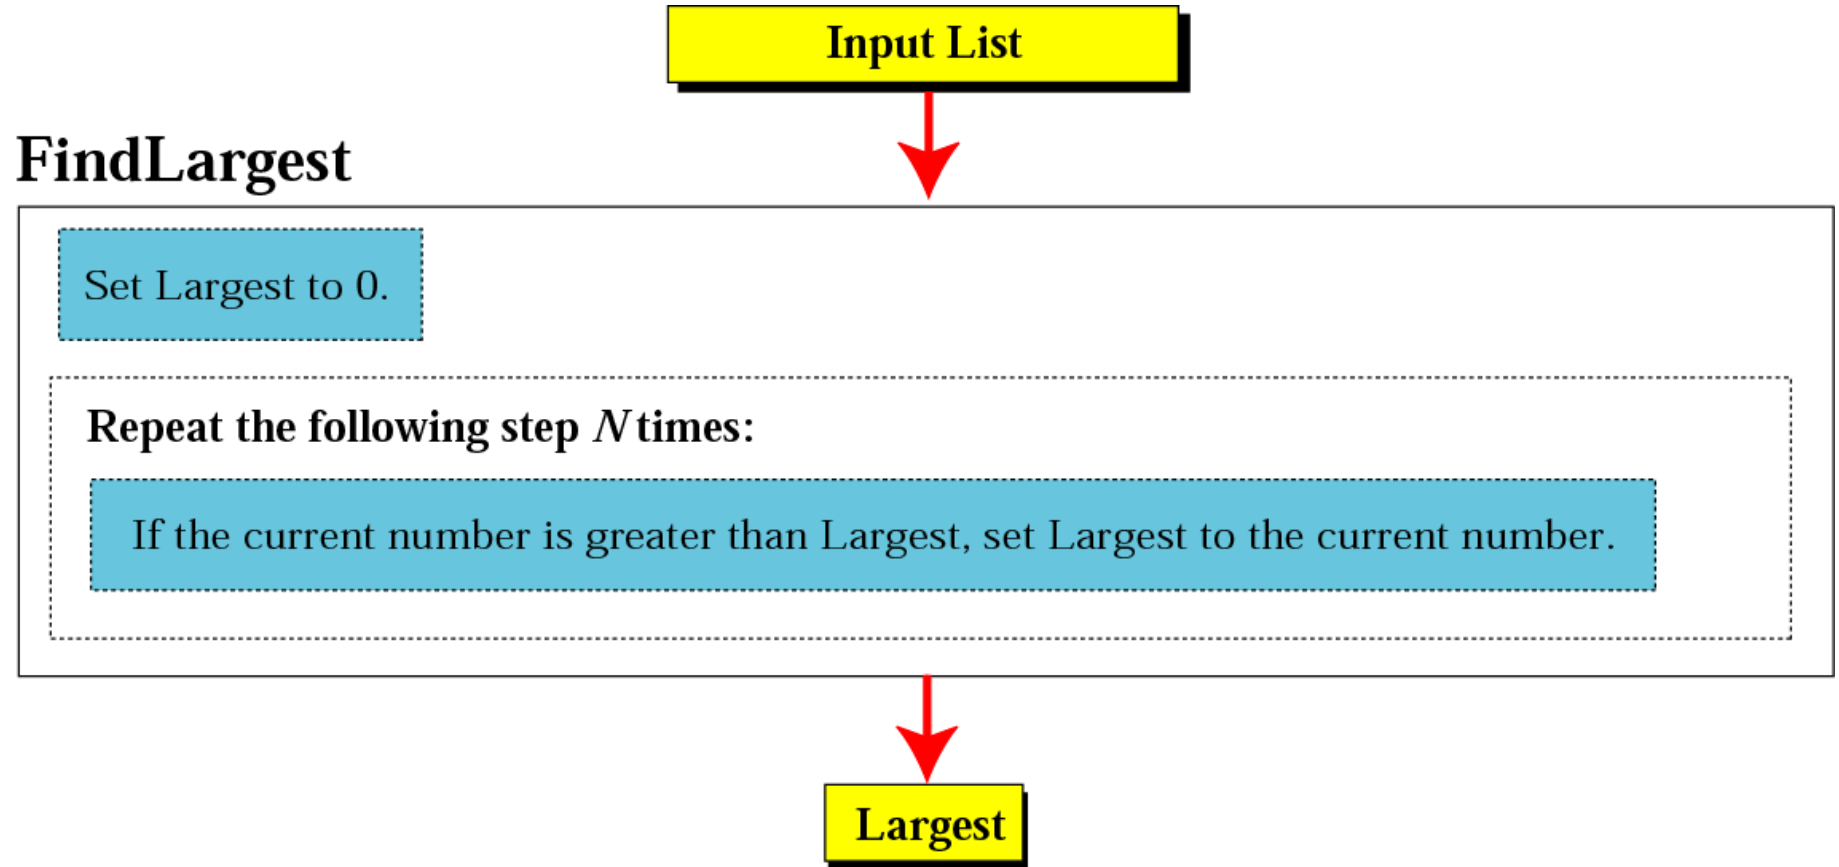 Input List
FindLargest
Set Largest to 0.
Repeat the following step N times:
If the current number is greater than Largest, set Largest to the current number.
Largest